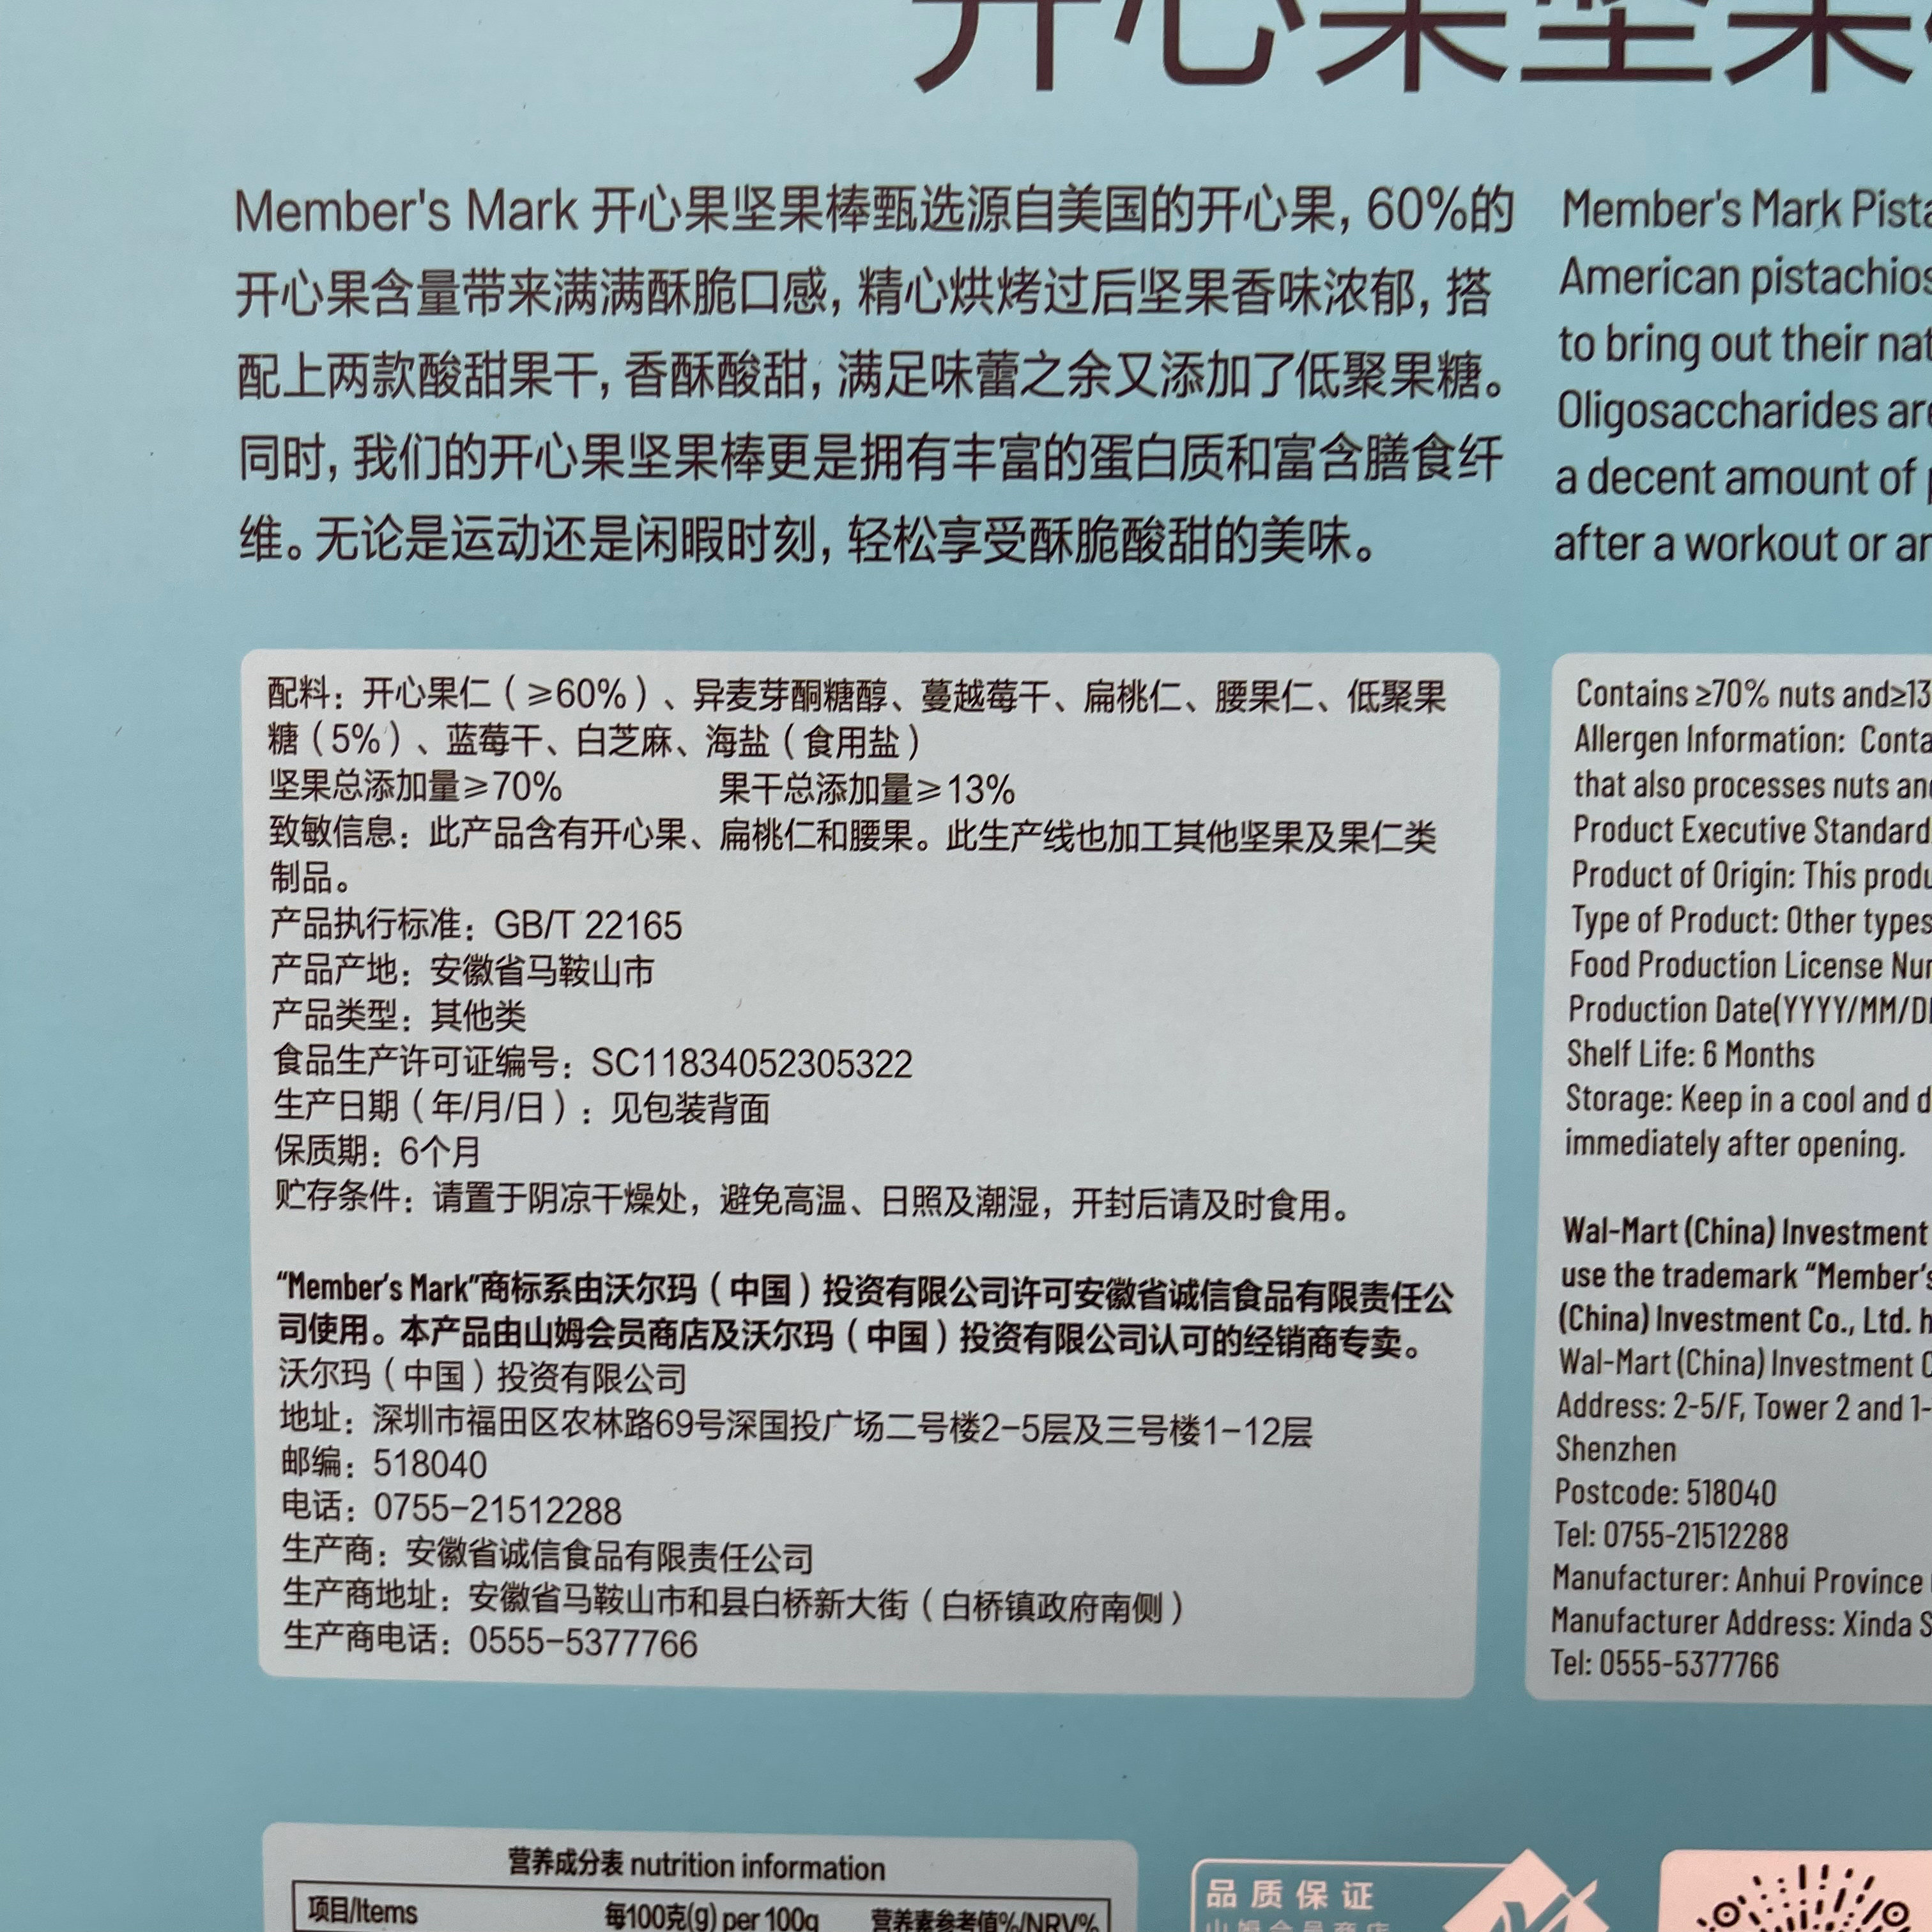 开心果坚果
Member's Mark 开心果坚果棒甄选源自美国的开心果, 60%的
开心果含量带来满满酥脆口感, 精心烘烤过后坚果香味浓郁, 搭
配上两款酸甜果干, 香酥酸甜, 满足味蕾之余又添加了低聚果糖。
同时, 我们的开心果坚果棒更是拥有丰富的蛋白质和富含膳食纤
维。无论是运动还是闲暇时刻, 轻松享受酥脆酸甜的美味。
Member's Mark
American pistachios
to bring out their
Oligosaccharides
a decent amount of
after a workout or
配料：开心果仁（≥60%）、异麦芽酮糖醇、蔓越莓干、扁桃仁、腰果仁、低聚果
糖（5%）、蓝莓干、白芝麻、海盐（食用盐）
坚果总添加量≥70% 果干总添加量≥13%
致敏信息：此产品含有开心果、扁桃仁和腰果。此生产线也加工其他坚果及果仁类
制品。
产品执行标准：GB/T 22165
产品产地：安徽省马鞍山市
产品类型：其他类
食品生产许可证编号：SC11834052305322
生产日期（年/月/日）：见包装背面
保质期：6个月
贮存条件：请置于阴凉干燥处，避免高温、日照及潮湿，开封后请及时食用。
“Member's Mark”商标系由沃尔玛（中国）投资有限公司许可安徽省诚信食品有限责任公
司使用。本产品由山姆会员商店及沃尔玛（中国）投资有限公司认可的经销商专卖。
沃尔玛（中国）投资有限公司
地址：深圳市福田区农林路69号深国投广场二号楼2-5层及三号楼1-12层
邮编：518040
电话：0755-21512288
生产商：安徽省诚信食品有限责任公司
生产商地址：安徽省马鞍山市和县白桥新大街（白桥镇政府南侧）
生产商电话：0555-5377766
Contains ≥70% nuts and≥13
Allergen Information:
that also processes nuts
Product Executive Standard
Product of Origin: This
Type of Product: Other types
Food Production License
Production Date(YYYY/MM/
Shelf Life: 6 Months
Storage: Keep in a cool and
immediately after opening.
Wal-Mart (China) Investment
use the trademark “Member's
(China) Investment Co., Ltd.
Wal-Mart (China) Investment
Address: 2-5/F, Tower 2 and 1-
Shenzhen
Postcode: 518040
Tel: 0755-21512288
Manufacturer: Anhui Province
Manufacturer Address: Xinda
Tel: 0555-5377766
营养成分表 nutrition information
项目/Items 每100克(g) per 100g 营养素参考值%/NRV%
品质保证
山姆会员商店